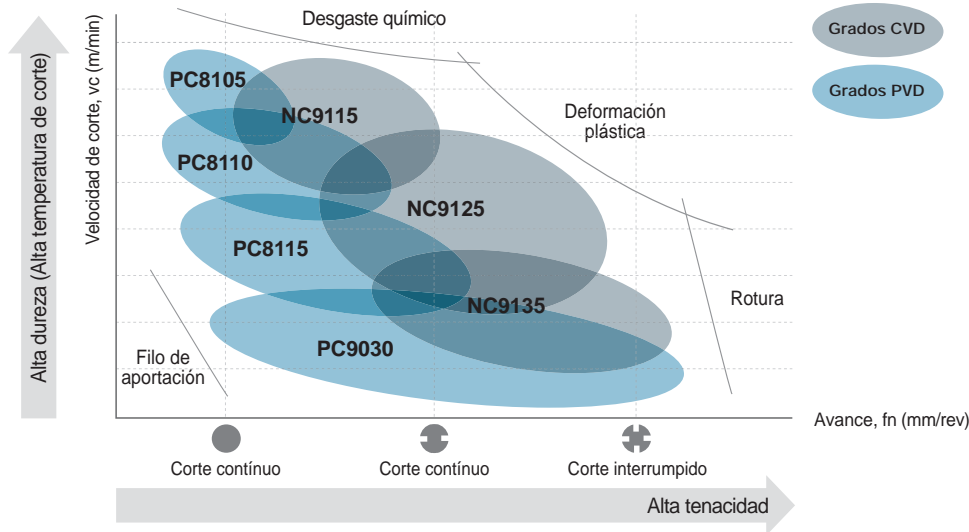 Desgaste químico
Grados CVD
Grados PVD
Alta dureza (Alta temperatura de corte)
Velocidad de corte, vc (m/min)
PC8105
NC9115
Deformación
plástica
PC8110
NC9125
PC8115
NC9135
Rotura
PC9030
Filo de
aportación
Avance, fn (mm/rev)
Corte contínuo
Corte contínuo
Corte interrumpido
Alta tenacidad